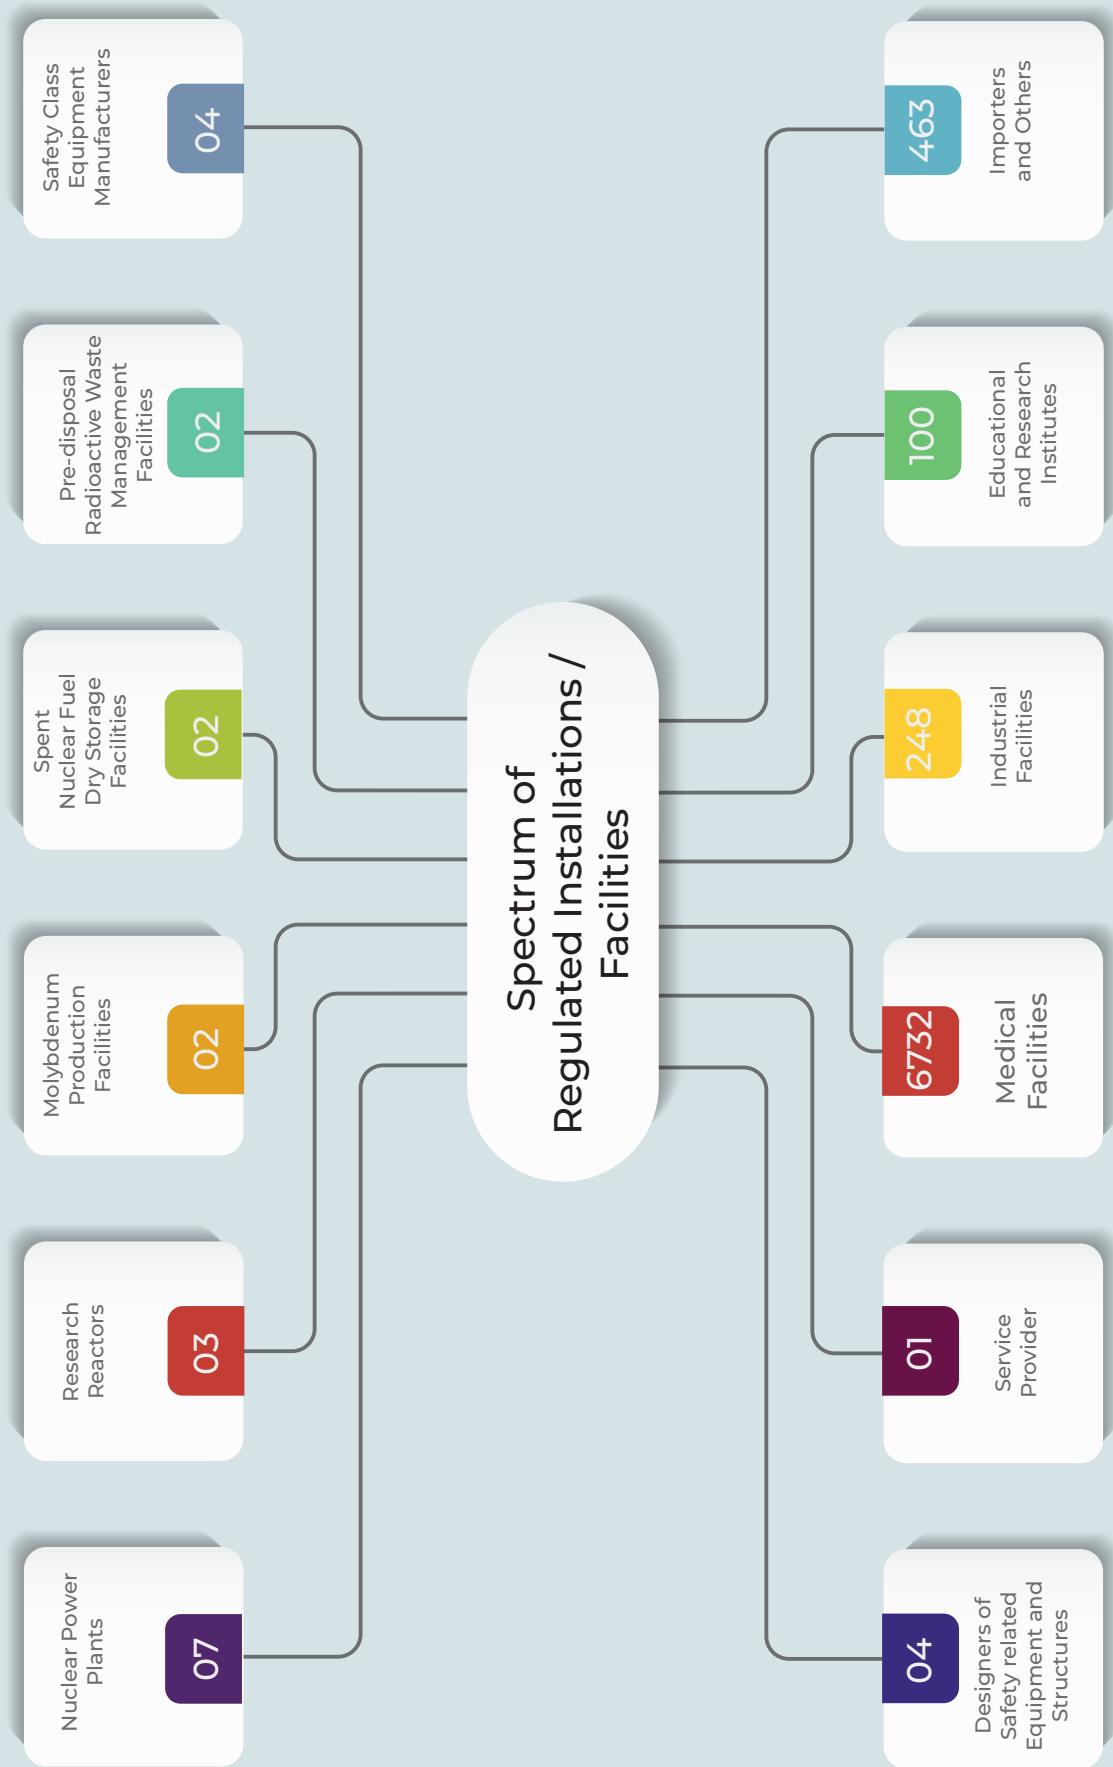 Nuclear Power
Plants
07
Research
Reactors
03
Molybdenum
Production
Facilities
02
Spent
Nuclear Fuel
Dry Storage
Facilities
02
Pre-disposal
Radioactive Waste
Management
Facilities
02
Safety Class
Equipment
Manufacturers
04
Spectrum of
Regulated Installations /
Facilities
04
Designers of
Safety related
Equipment and
Structures
01
Service
Provider
6732
Medical
Facilities
248
Industrial
Facilities
100
Educational
and Research
Institutes
463
Importers
and Others